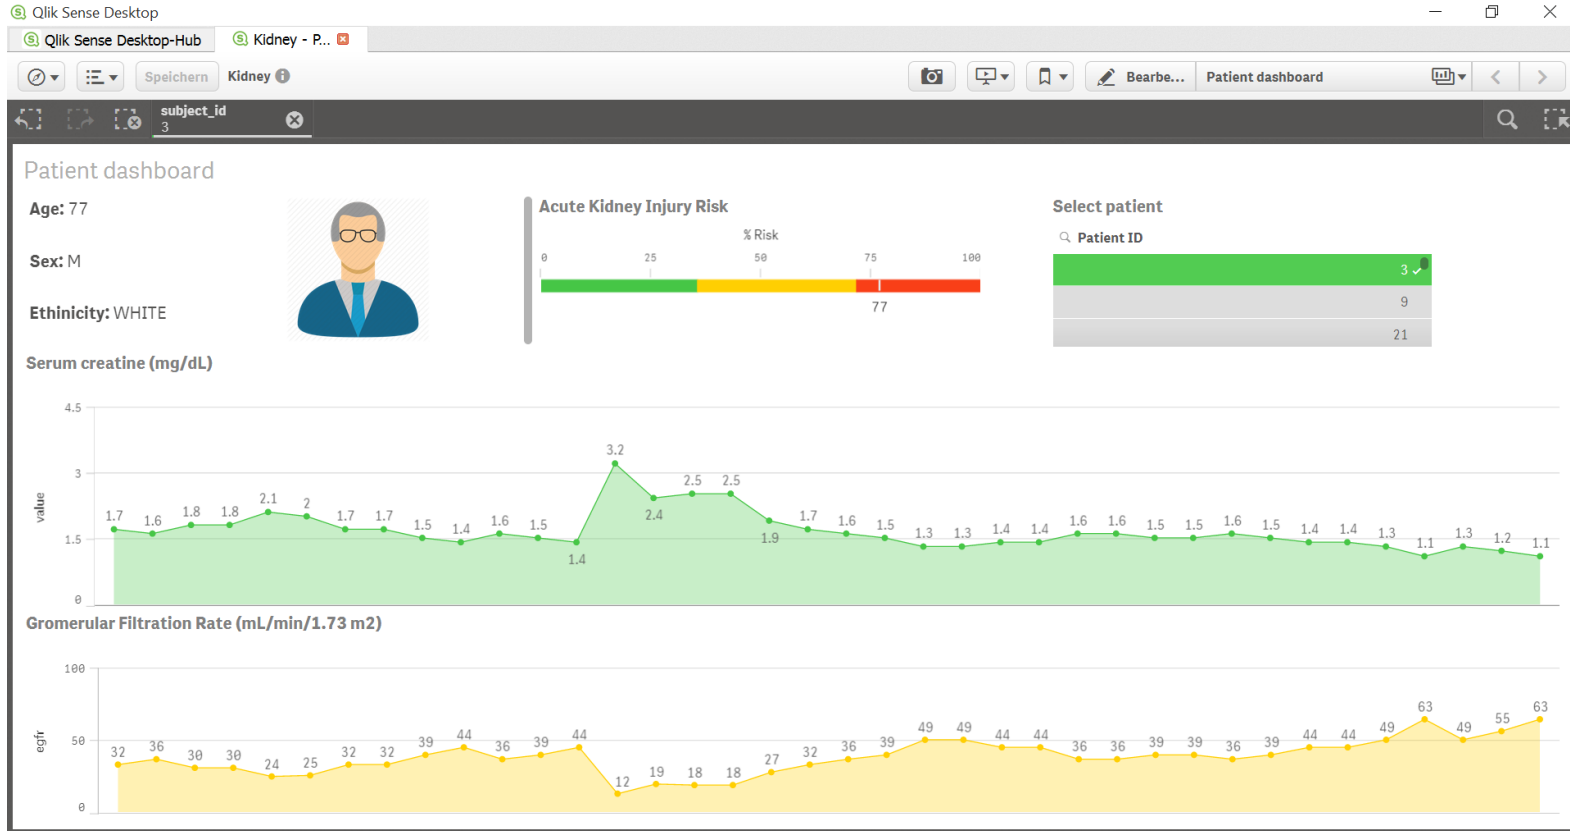 Qlik Sense Desktop
Qlik Sense Desktop-Hub
Kidney - P...
Speichern
Kidney
Bearbe...
Patient dashboard
subject_id
3
Patient dashboard
Age: 77
Sex: M
Ethinicity: WHITE
Acute Kidney Injury Risk
% Risk
0 25 50 75 100
77
Select patient
Patient ID
3
9
21
Serum creatine (mg/dL)
value
4.5
3
1.5
0
1.7 1.6 1.8 1.8 2.1 2 1.7 1.7 1.5 1.4 1.6 1.5 1.4 3.2 2.4 2.5 2.5 1.9 1.7 1.6 1.5 1.3 1.3 1.4 1.4 1.6 1.6 1.5 1.5 1.6 1.5 1.4 1.4 1.3 1.1 1.3 1.2 1.1
Gromerular Filtration Rate (mL/min/1.73 m2)
egfr
100
50
0
32 36 30 30 24 25 32 32 39 44 36 39 44 12 19 18 18 27 32 36 39 49 49 44 44 36 36 39 39 36 39 44 44 49 63 49 55 63